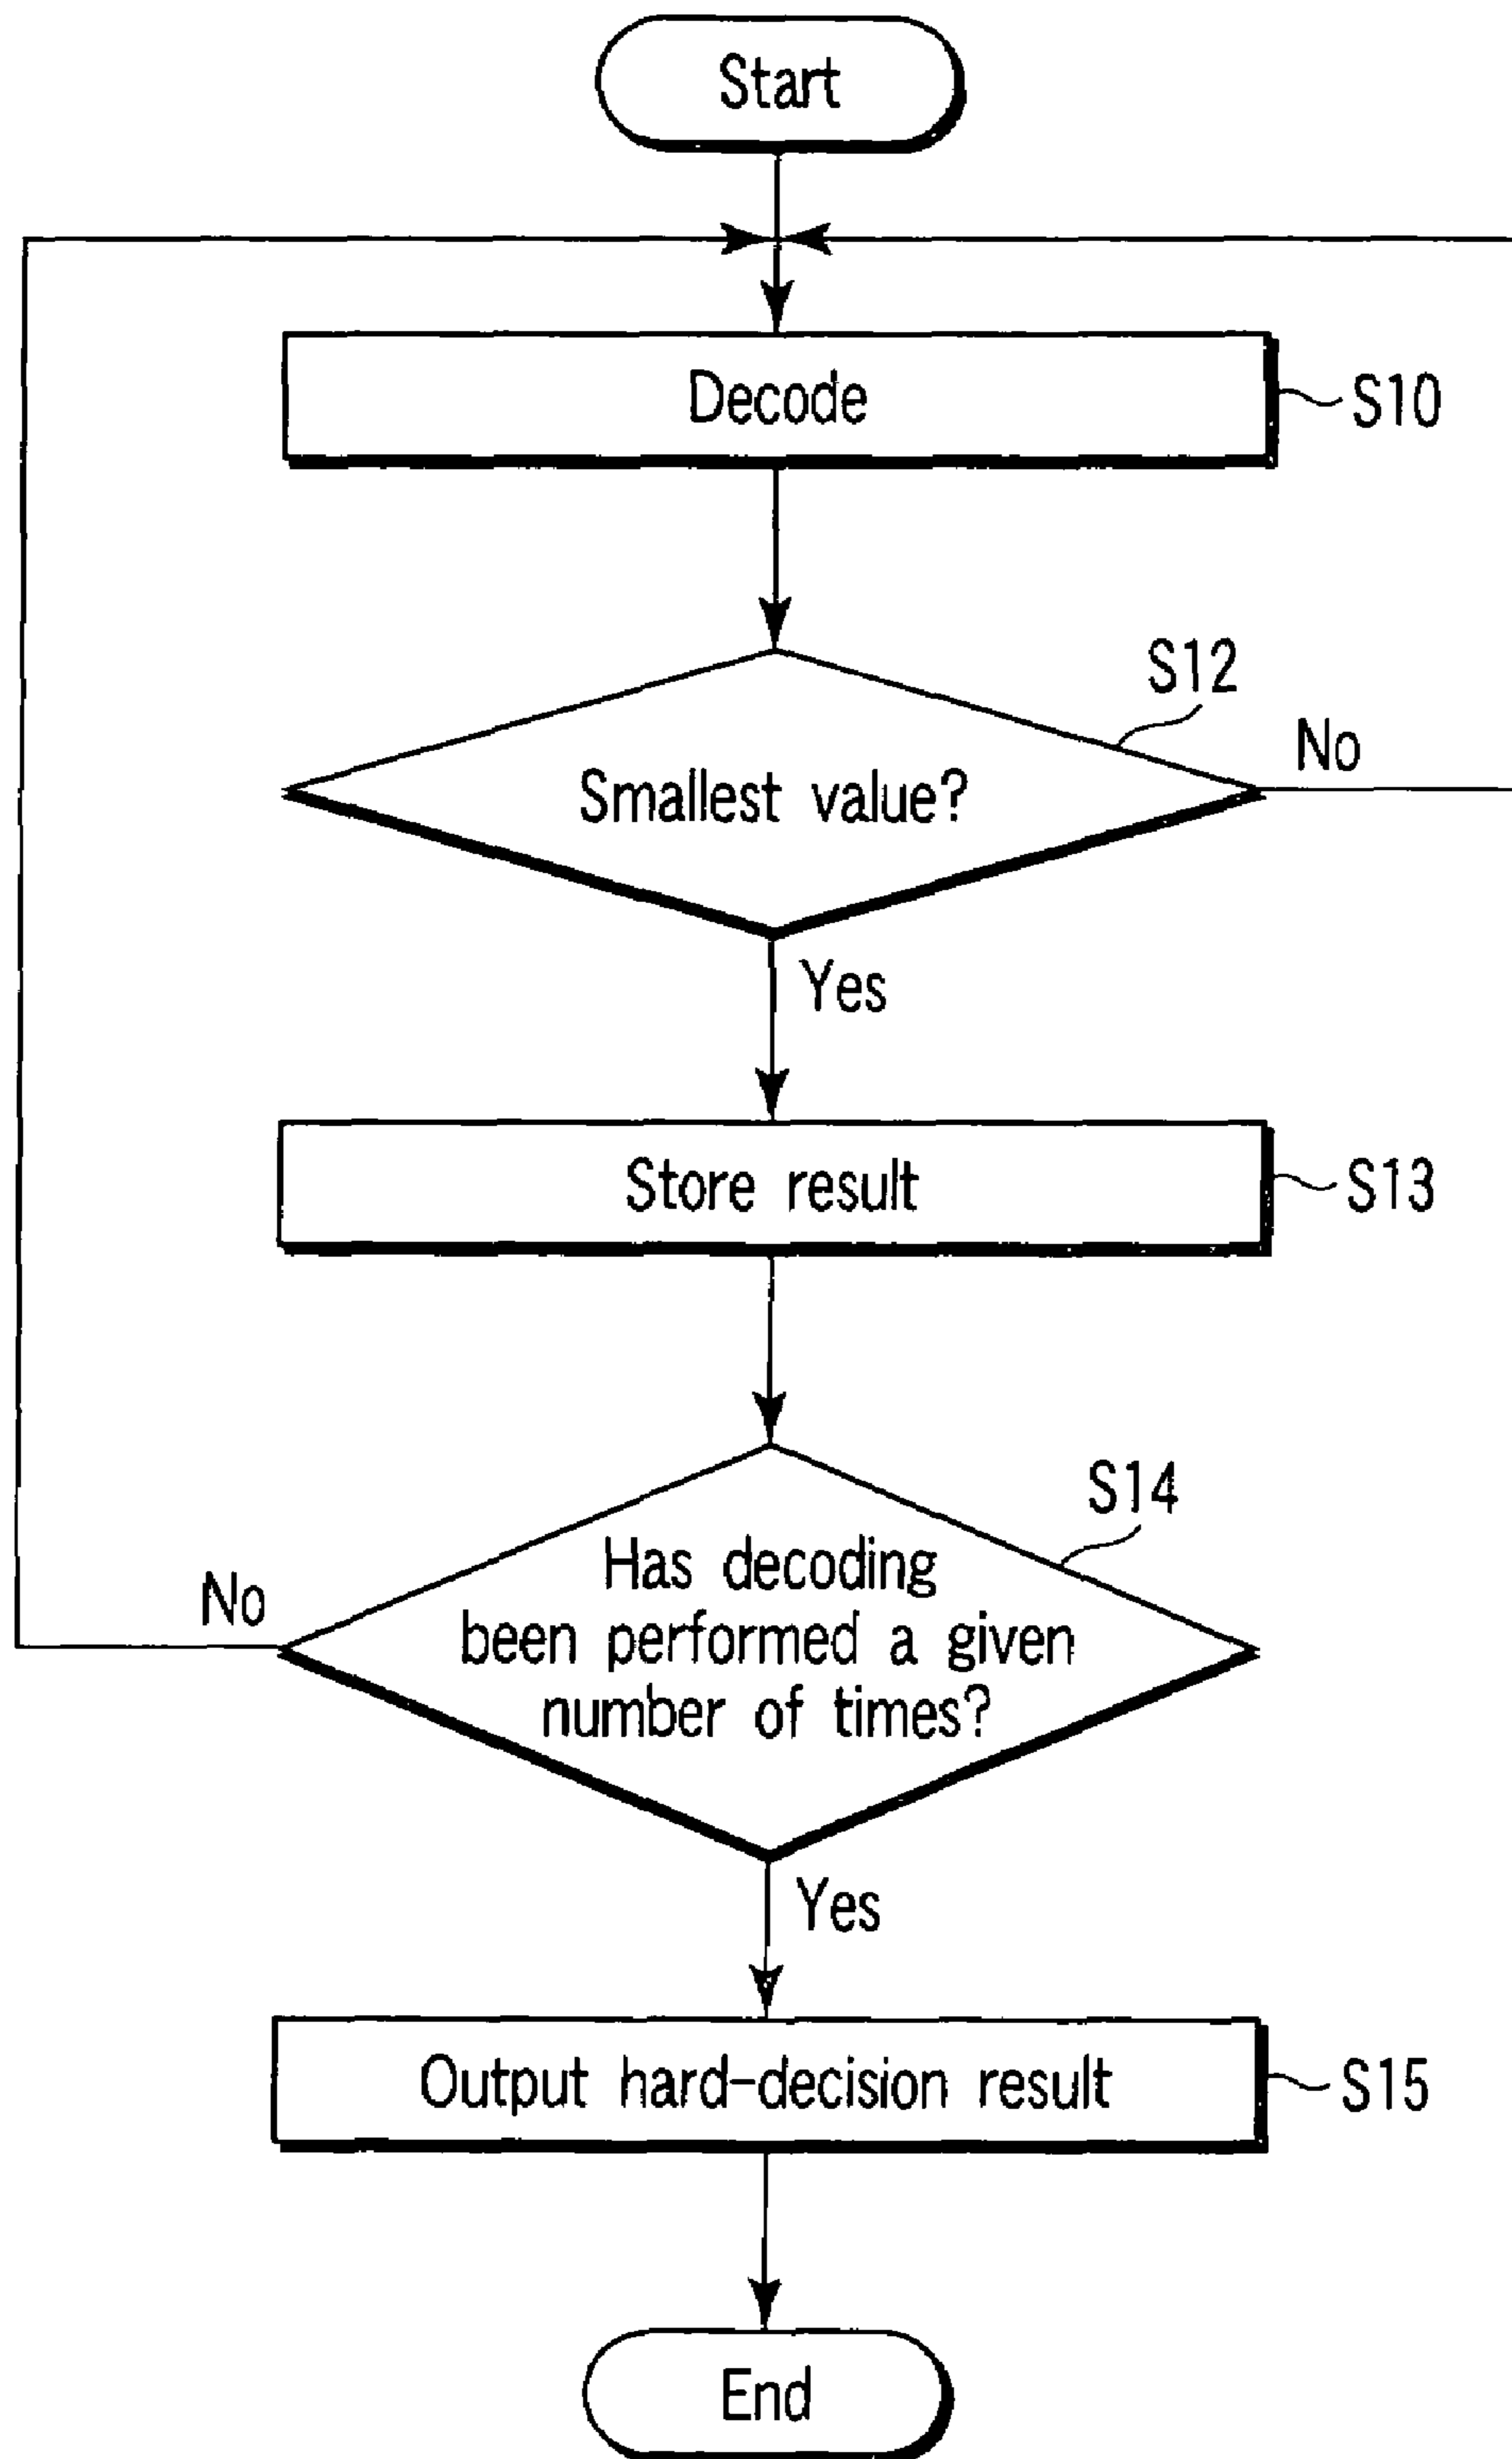 Start
Decode
S10
S12
No
Smallest value?
Yes
Store result
S13
S14
No
Has decoding
been performed a given
number of times?
Yes
Output hard-decision result
S15
End